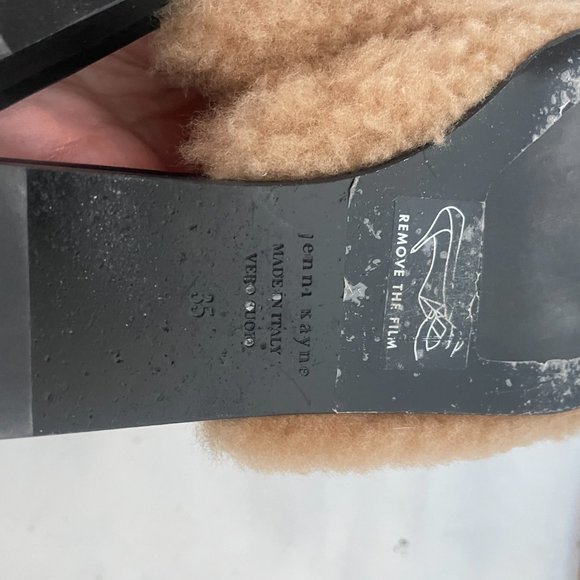 jenni kayne
MADE IN ITALY
VERO CUOIO
35
REMOVE THE FILM